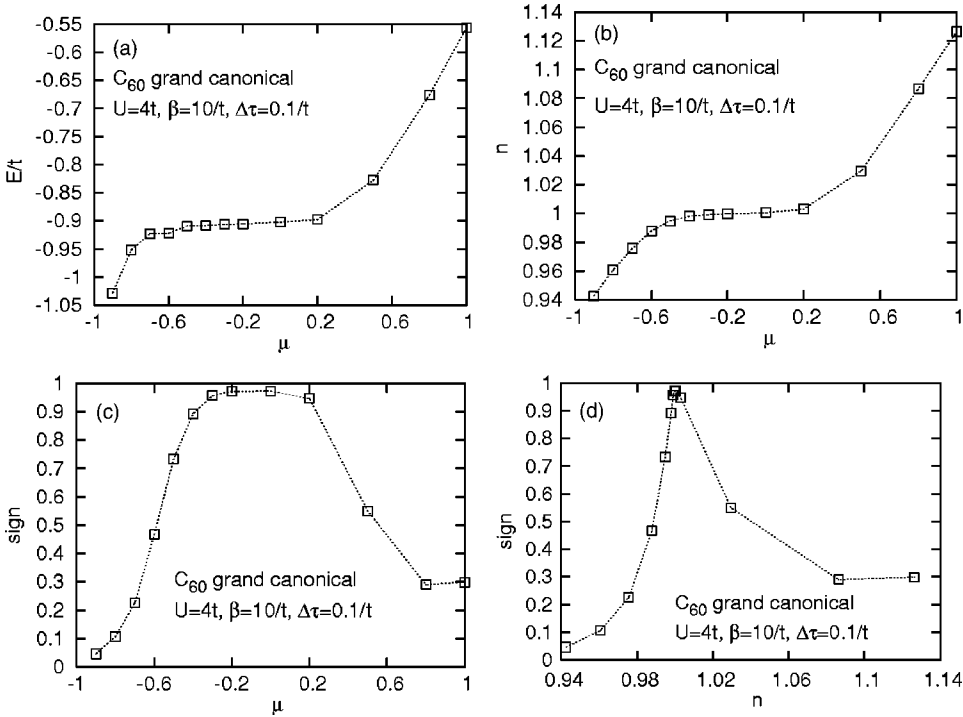 (a)
C60 grand canonical
U=4t, β=10/t, Δτ=0.1/t
E/t
-0.55
-0.6
-0.65
-0.7
-0.75
-0.8
-0.85
-0.9
-0.95
-1
-1.05
-1 -0.6 -0.2 0.2 0.6 1
μ
(b)
C60 grand canonical
U=4t, β=10/t, Δτ=0.1/t
n
1.14
1.12
1.1
1.08
1.06
1.04
1.02
1
0.98
0.96
0.94
-1 -0.6 -0.2 0.2 0.6 1
μ
(c)
sign
1
0.9
0.8
0.7
0.6
0.5
0.4
0.3
0.2
0.1
0
C60 grand canonical
U=4t, β=10/t, Δτ=0.1/t
-1 -0.6 -0.2 0.2 0.6 1
μ
(d)
sign
1
0.9
0.8
0.7
0.6
0.5
0.4
0.3
0.2
0.1
0
C60 grand canonical
U=4t, β=10/t, Δτ=0.1/t
0.94 0.98 1.02 1.06 1.1 1.14
n